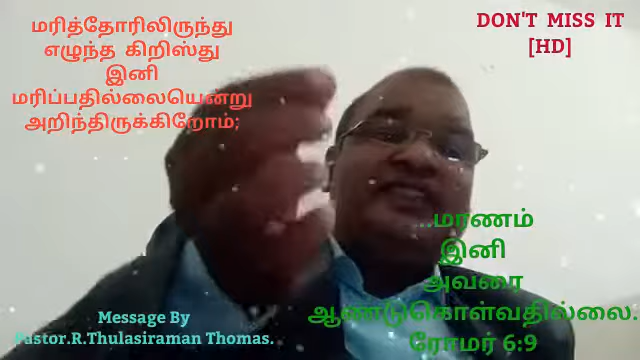 மரித்தோரிலிருந்து
எழுந்த கிறிஸ்து
இனி
மரிப்பதில்லையென்று
அறிந்திருக்கிறோம்;
DON'T MISS IT
[HD]
...மரணம்
இனி
அவரை
ஆண்டுகொள்வதில்லை.
ரோமர் 6:9
Message By
Pastor.R.Thulasiraman Thomas.